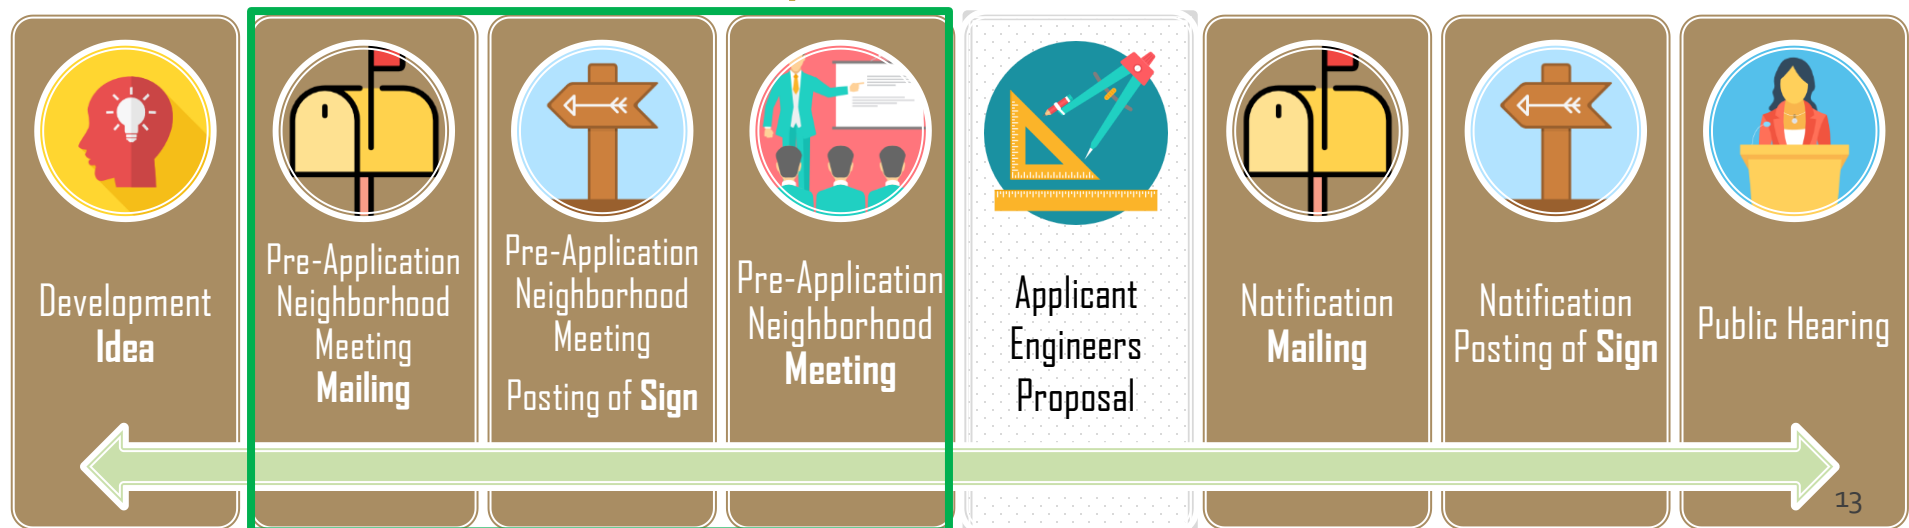 Development
Idea
Pre-Application
Neighborhood
Meeting
Mailing
Pre-Application
Neighborhood
Meeting
Posting of Sign
Pre-Application
Neighborhood
Meeting
Applicant
Engineers
Proposal
Notification
Mailing
Notification
Posting of Sign
Public Hearing
13